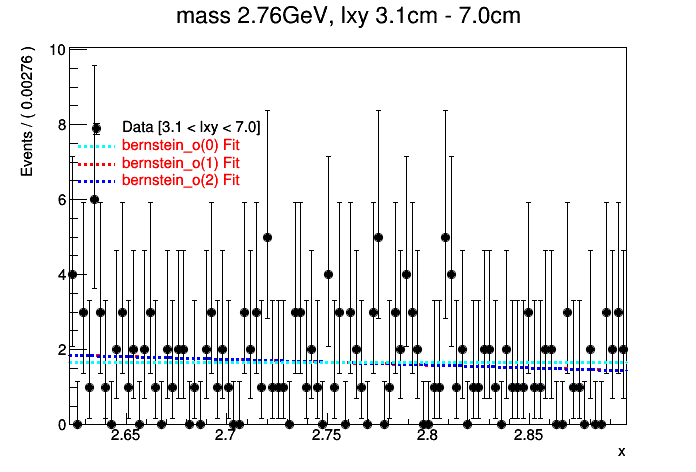 mass 2.76GeV, lxy 3.1cm - 7.0cm
Events / ( 0.00276 )
10
8
6
4
2
0
Data [3.1 < lxy < 7.0]
bernstein_o(0) Fit
bernstein_o(1) Fit
bernstein_o(2) Fit
2.65 2.7 2.75 2.8 2.85
x